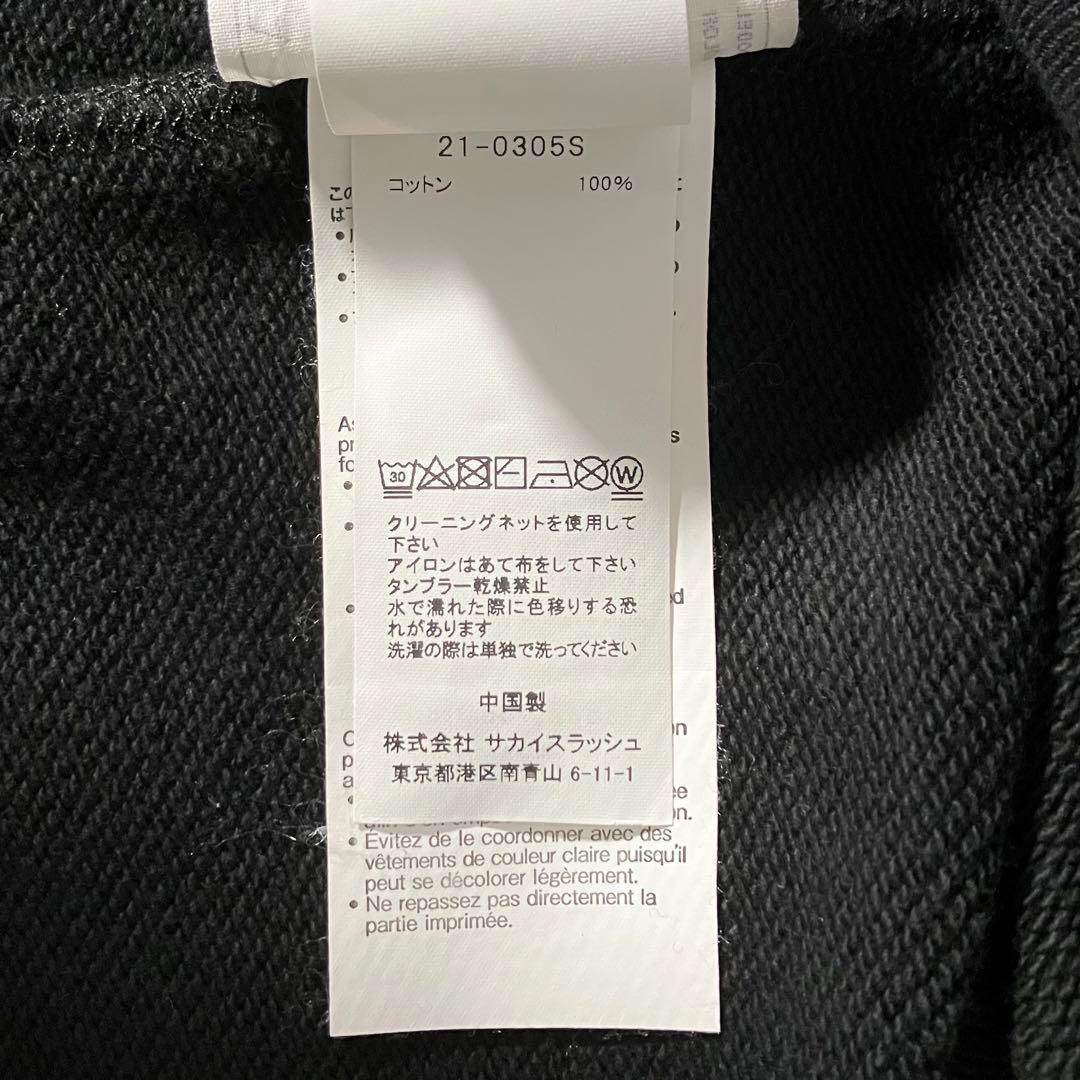 21-0305S
コットン 100%
30
W
クリーニングネットを使用して
下さい
アイロンはあて布をして下さい
タンブラー乾燥禁止
水で濡れた際に色移りする恐
れがあります
洗濯の際は単独で洗ってください
中国製
株式会社 サカイスラッシュ
東京都港区南青山 6-11-1
• Évitez de le coordonner avec des
vêtements de couleur claire puisqu'il
peut se décolorer légèrement.
• Ne repassez pas directement la
partie imprimée.